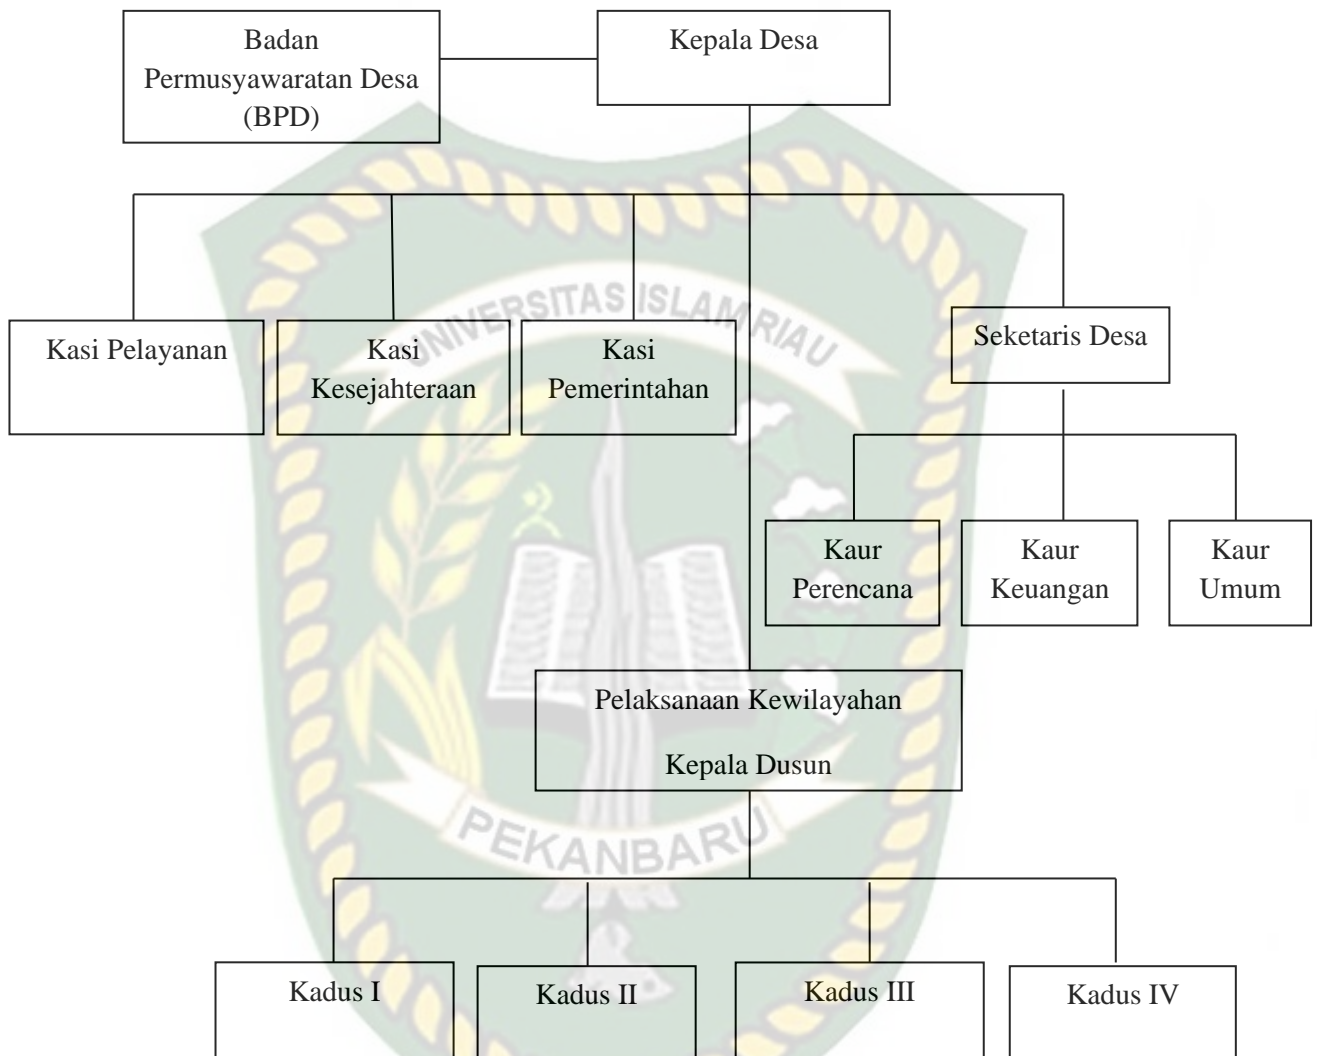 Badan
Permusyawaratan Desa
(BPD)
Kepala Desa
UNIVERSITAS ISLAM RIAU
Kasi Pelayanan
Kasi
Kesejahteraan
Kasi
Pemerintahan
Seketaris Desa
Kaur
Perencana
Kaur
Keuangan
Kaur
Umum
Pelaksanaan Kewilayahan
Kepala Dusun
PEKANBARU
Kadus I
Kadus II
Kadus III
Kadus IV